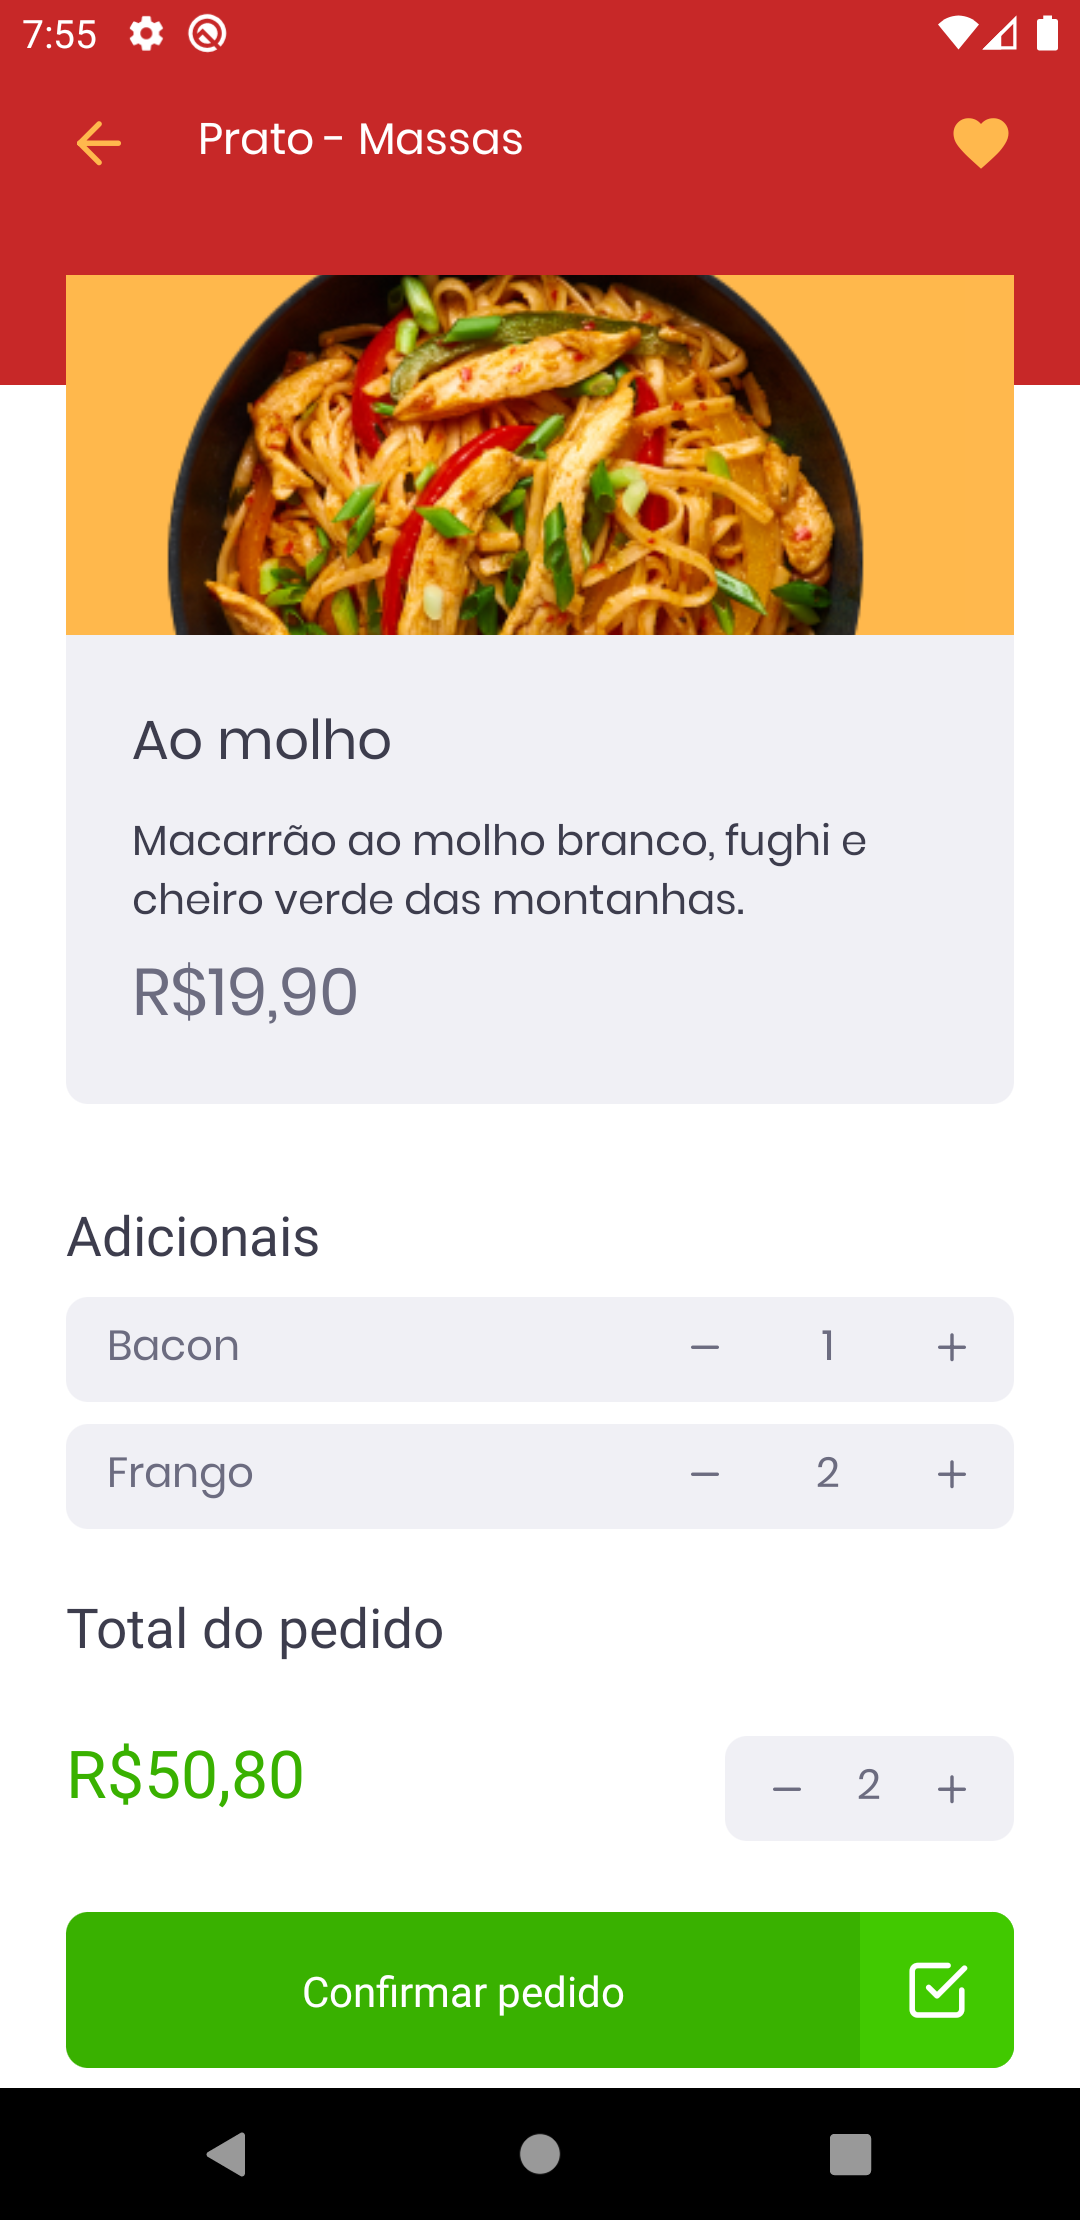 7:55
Prato - Massas
Ao molho
Macarrão ao molho branco, fughi e
cheiro verde das montanhas.
R$19,90
Adicionais
Bacon 1
Frango 2
Total do pedido
R$50,80 2
Confirmar pedido